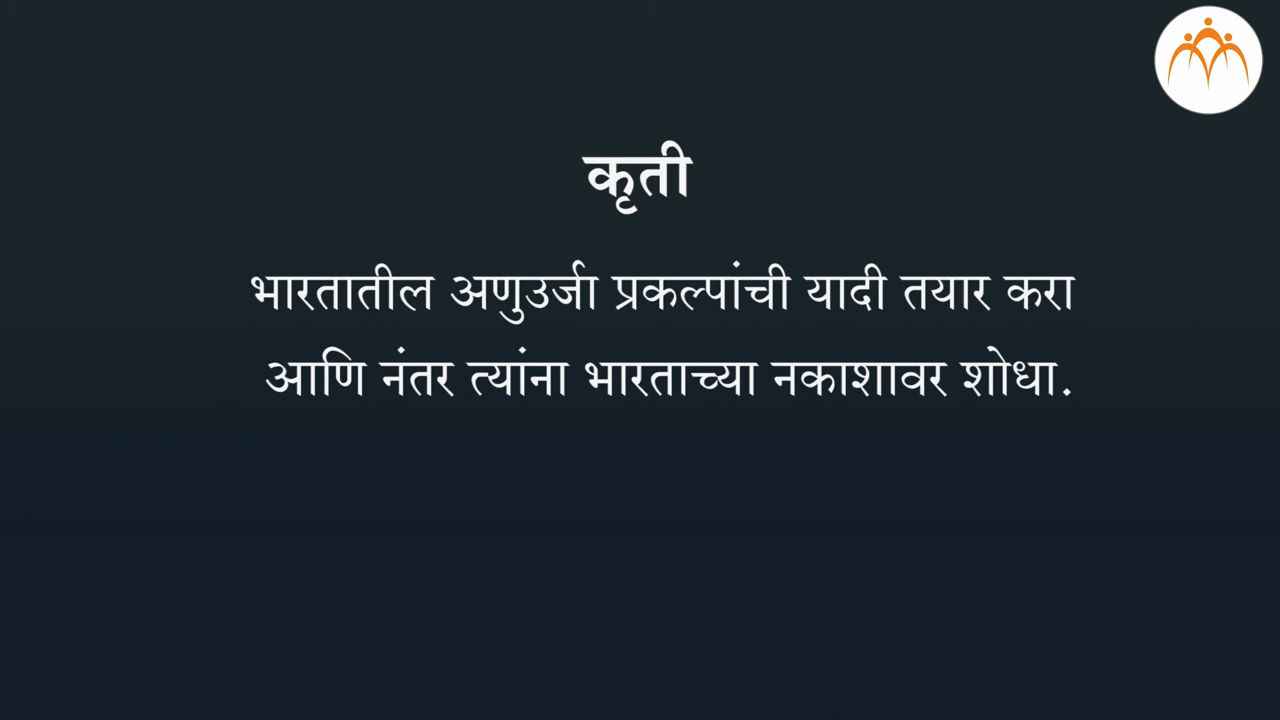 कृती
भारतातील अणुउर्जा प्रकल्पांची यादी तयार करा
आणि नंतर त्यांना भारताच्या नकाशावर शोधा.